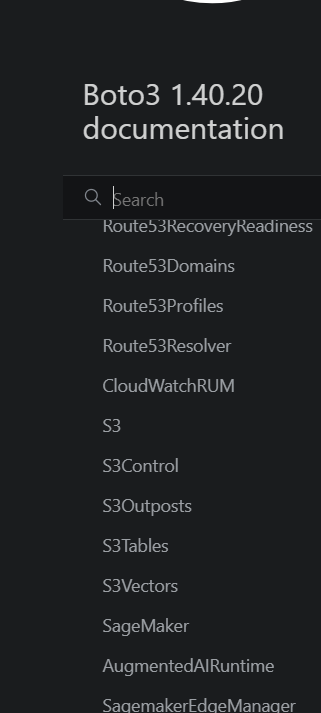 Boto3 1.40.20
documentation
Search
Route53RecoveryReadiness
Route53Domains
Route53Profiles
Route53Resolver
CloudWatchRUM
S3
S3Control
S3Outposts
S3Tables
S3Vectors
SageMaker
AugmentedAIRuntime
SagemakerEdgeManager